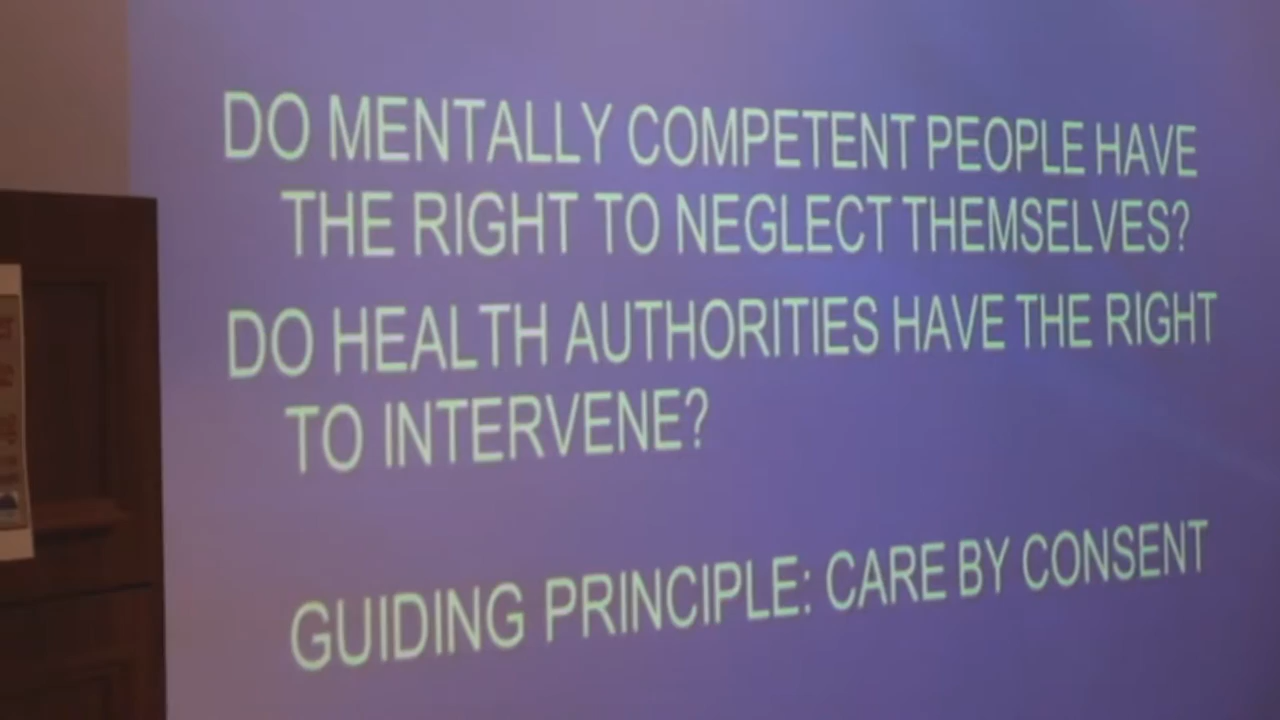 DO MENTALLY COMPETENT PEOPLE HAVE
THE RIGHT TO NEGLECT THEMSELVES?
DO HEALTH AUTHORITIES HAVE THE RIGHT
TO INTERVENE?
GUIDING PRINCIPLE: CARE BY CONSENT